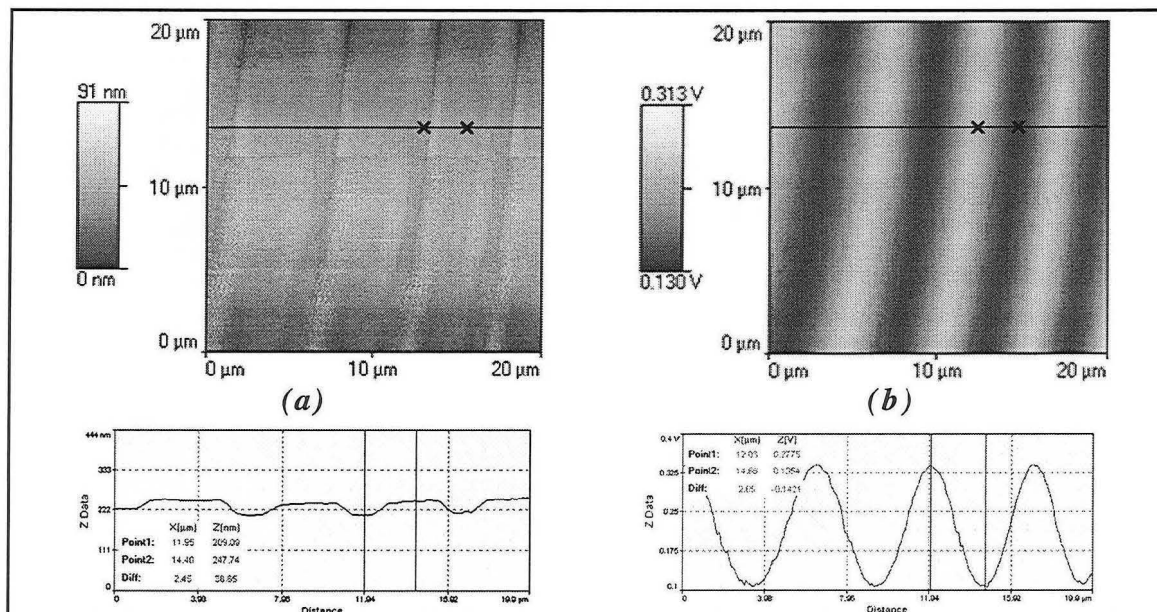 20 µm
91 nm
10 µm
0 nm
0 µm
0 µm
10 µm
20 µm
(a)
20 µm
0.313 V
10 µm
0.130 V
0 µm
0 µm
10 µm
20 µm
(b)
444 nm
333
222
111
0
Z Data
X[µm] Z[nm]
Point1: 11.95 209.09
Point2: 14.40 247.74
Diff: 2.45 38.65
0 3.98 7.95 11.94 15.92 19.9 µm
Distance
0.4 V
0.325
0.25
0.175
0.1
Z Data
X[µm] Z[V]
Point1: 12.03 0.2775
Point2: 14.68 0.1354
Diff: 2.65 -0.1421
0 3.98 7.95 11.94 15.92 19.9 µm
Distance